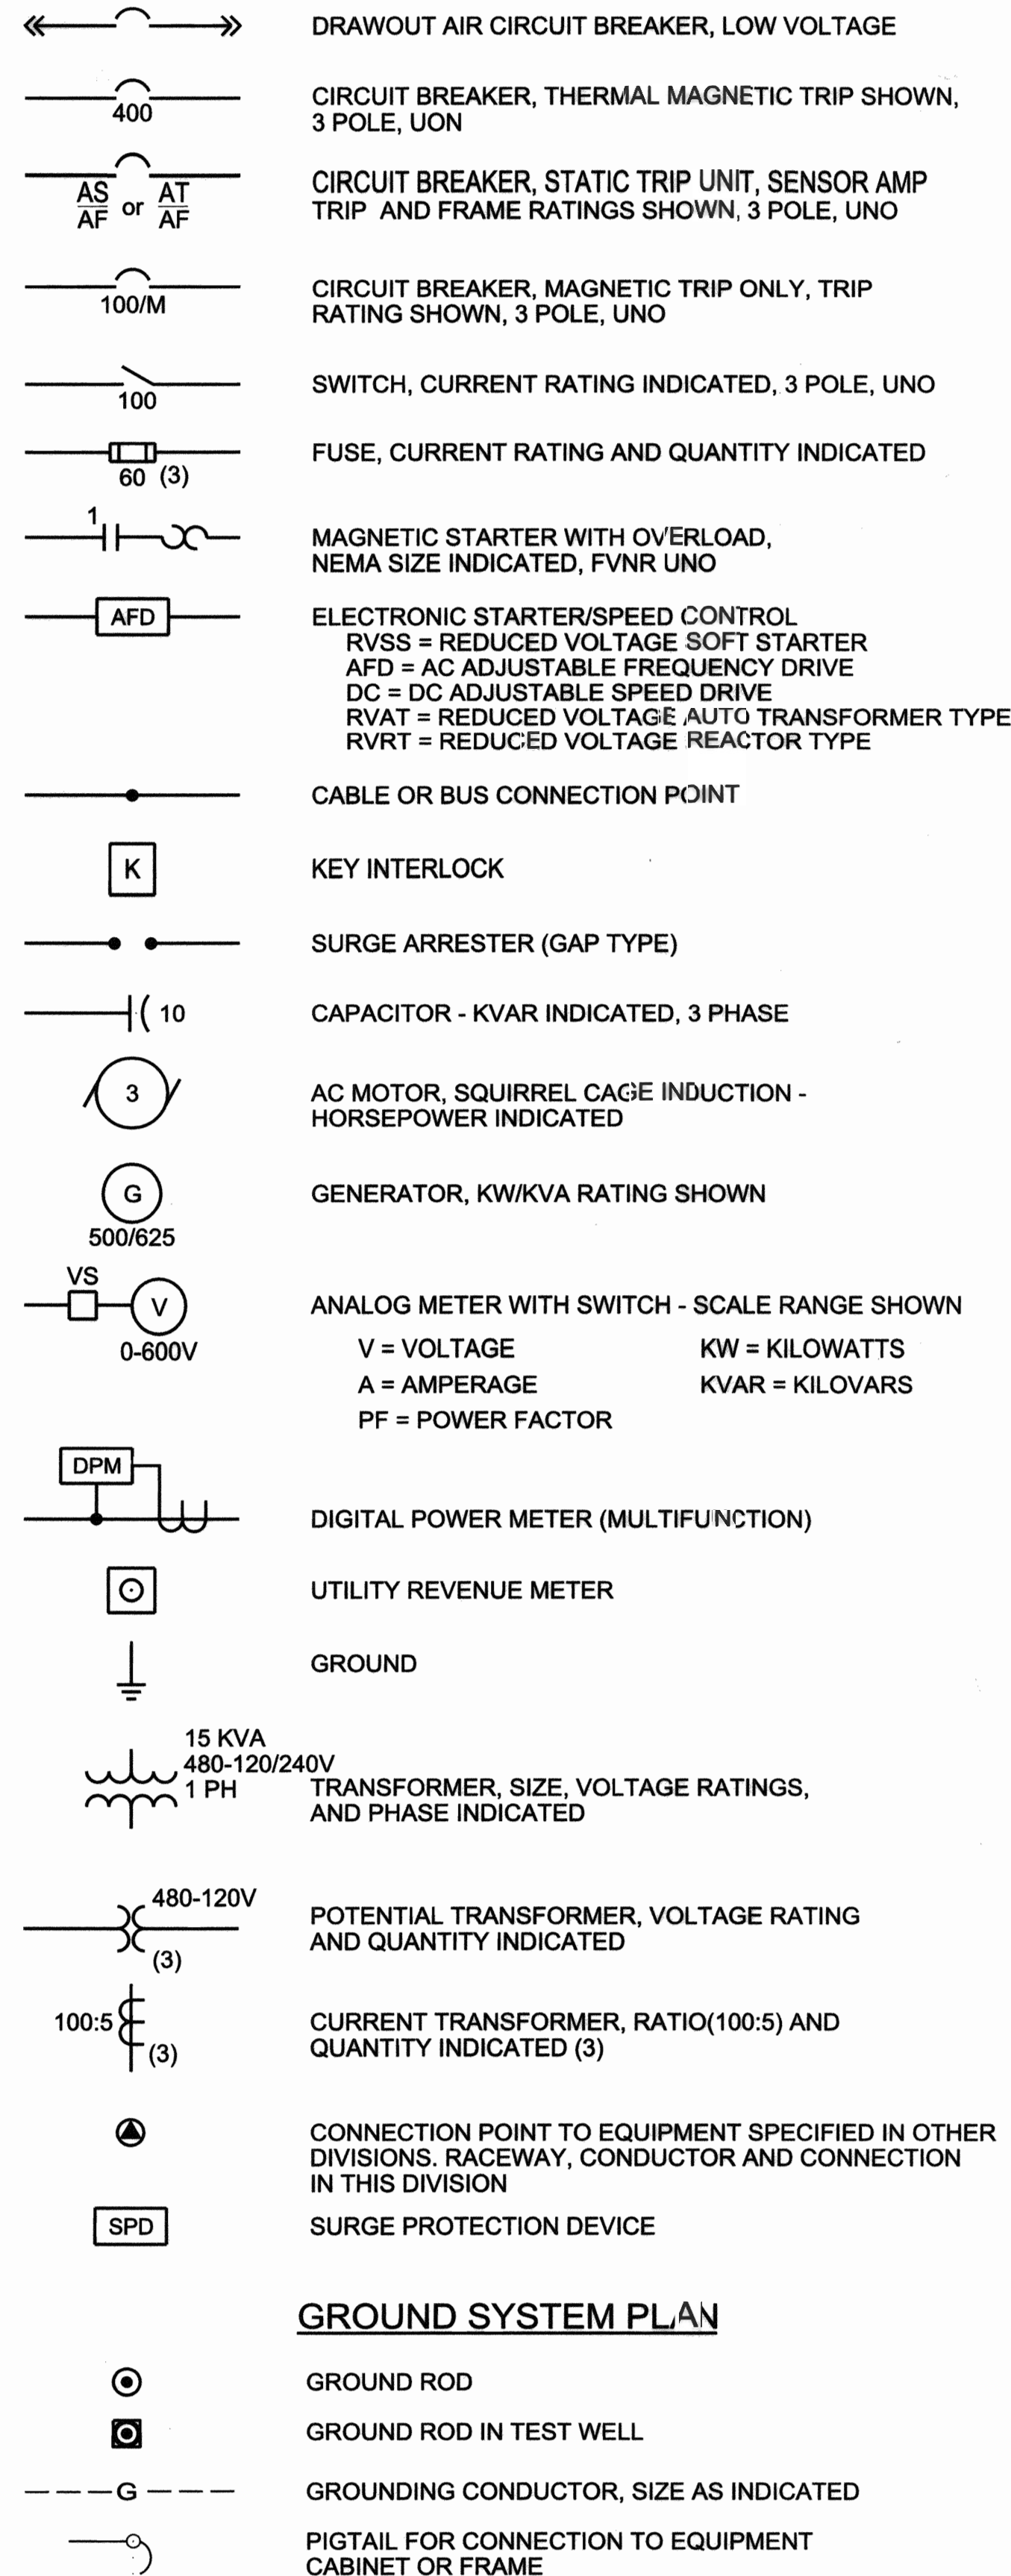 DRAWOUT AIR CIRCUIT BREAKER, LOW VOLTAGE
400
CIRCUIT BREAKER, THERMAL MAGNETIC TRIP SHOWN,
3 POLE, UON
AS
AF
or
AT
AF
CIRCUIT BREAKER, STATIC TRIP UNIT, SENSOR AMP
TRIP AND FRAME RATINGS SHOWN, 3 POLE, UNO
100/M
CIRCUIT BREAKER, MAGNETIC TRIP ONLY, TRIP
RATING SHOWN, 3 POLE, UNO
100
SWITCH, CURRENT RATING INDICATED, 3 POLE, UNO
60 (3)
FUSE, CURRENT RATING AND QUANTITY INDICATED
1
MAGNETIC STARTER WITH OVERLOAD,
NEMA SIZE INDICATED, FVNR UNO
AFD
ELECTRONIC STARTER/SPEED CONTROL
RVSS = REDUCED VOLTAGE SOFT STARTER
AFD = AC ADJUSTABLE FREQUENCY DRIVE
DC = DC ADJUSTABLE SPEED DRIVE
RVAT = REDUCED VOLTAGE AUTO TRANSFORMER TYPE
RVRT = REDUCED VOLTAGE REACTOR TYPE
CABLE OR BUS CONNECTION POINT
K
KEY INTERLOCK
SURGE ARRESTER (GAP TYPE)
10
CAPACITOR - KVAR INDICATED, 3 PHASE
3
AC MOTOR, SQUIRREL CAGE INDUCTION -
HORSEPOWER INDICATED
G
500/625
GENERATOR, KW/KVA RATING SHOWN
VS
V
0-600V
ANALOG METER WITH SWITCH - SCALE RANGE SHOWN
V = VOLTAGE KW = KILOWATTS
A = AMPERAGE KVAR = KILOVARS
PF = POWER FACTOR
DPM
DIGITAL POWER METER (MULTIFUNCTION)
UTILITY REVENUE METER
GROUND
15 KVA
480-120/240V
1 PH
TRANSFORMER, SIZE, VOLTAGE RATINGS,
AND PHASE INDICATED
480-120V
(3)
POTENTIAL TRANSFORMER, VOLTAGE RATING
AND QUANTITY INDICATED
100:5
(3)
CURRENT TRANSFORMER, RATIO(100:5) AND
QUANTITY INDICATED (3)
CONNECTION POINT TO EQUIPMENT SPECIFIED IN OTHER
DIVISIONS. RACEWAY, CONDUCTOR AND CONNECTION
IN THIS DIVISION
SPD
SURGE PROTECTION DEVICE
GROUND SYSTEM PLAN
GROUND ROD
GROUND ROD IN TEST WELL
G
GROUNDING CONDUCTOR, SIZE AS INDICATED
PIGTAIL FOR CONNECTION TO EQUIPMENT
CABINET OR FRAME